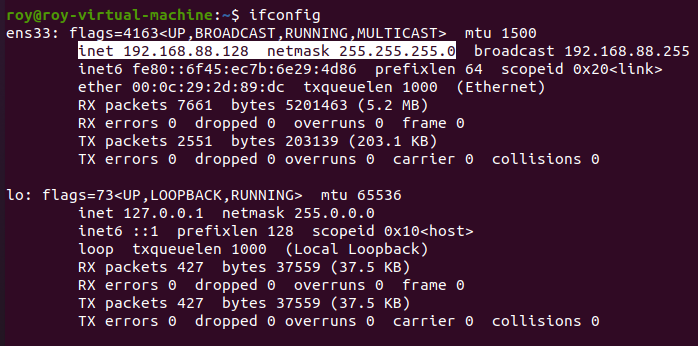 roy@roy-virtual-machine:~$ ifconfig
ens33: flags=4163<UP,BROADCAST,RUNNING,MULTICAST>  mtu 1500
        inet 192.168.88.128  netmask 255.255.255.0  broadcast 192.168.88.255
        inet6 fe80::6f45:ec7b:6e29:4d86  prefixlen 64  scopeid 0x20<link>
        ether 00:0c:29:2d:89:dc  txqueuelen 1000  (Ethernet)
        RX packets 7661  bytes 5201463 (5.2 MB)
        RX errors 0  dropped 0  overruns 0  frame 0
        TX packets 2551  bytes 203139 (203.1 KB)
        TX errors 0  dropped 0 overruns 0  carrier 0  collisions 0

lo: flags=73<UP,LOOPBACK,RUNNING>  mtu 65536
        inet 127.0.0.1  netmask 255.0.0.0
        inet6 ::1  prefixlen 128  scopeid 0x10<host>
        loop  txqueuelen 1000  (Local Loopback)
        RX packets 427  bytes 37559 (37.5 KB)
        RX errors 0  dropped 0  overruns 0  frame 0
        TX packets 427  bytes 37559 (37.5 KB)
        TX errors 0  dropped 0 overruns 0  carrier 0  collisions 0